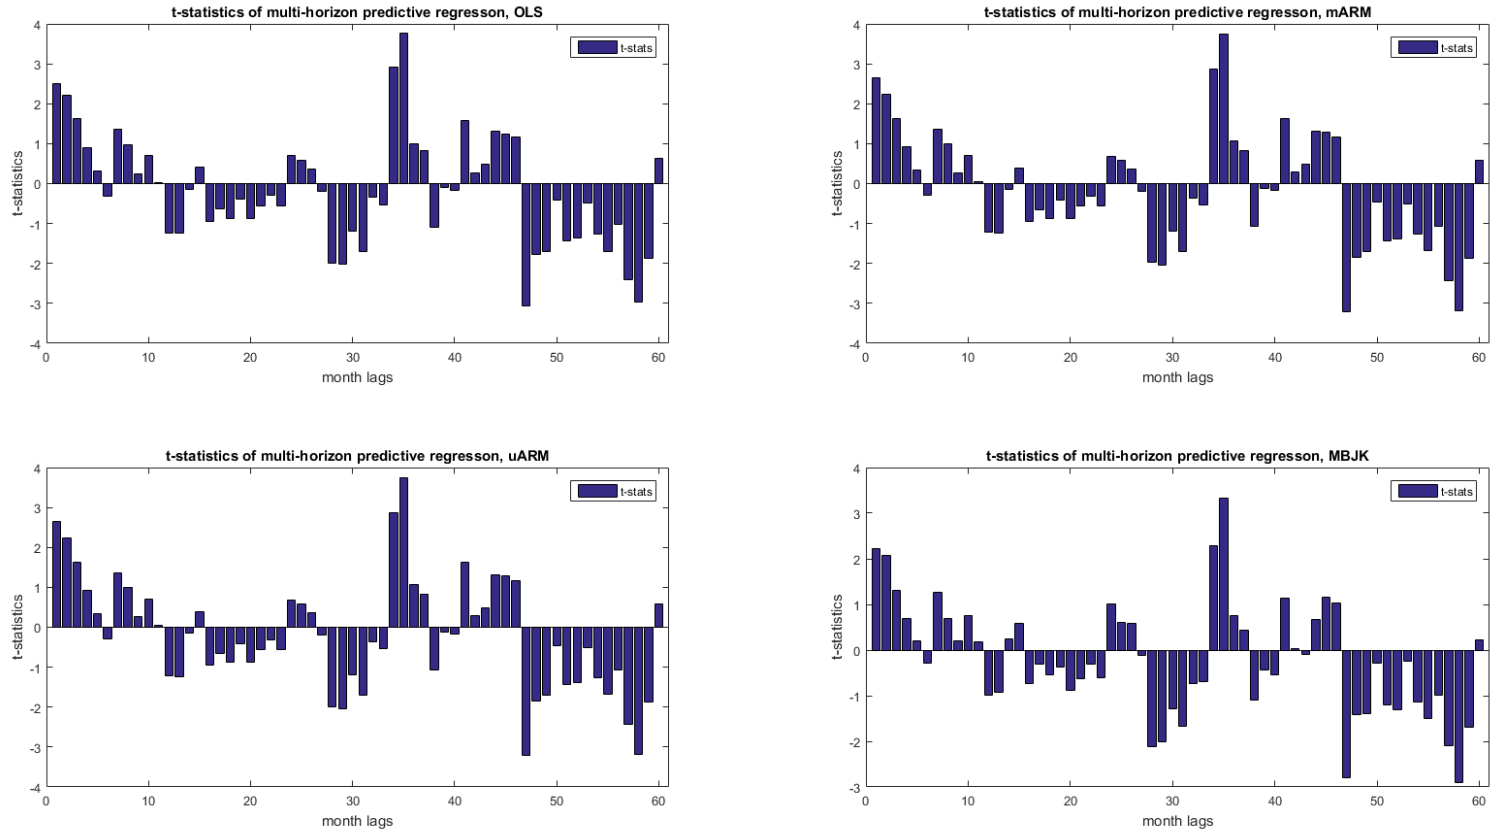 t-statistics of multi-horizon predictive regresson, OLS
4
3
2
1
0
-1
-2
-3
-4
t-statistics
t-stats
0 10 20 30 40 50 60
month lags
t-statistics of multi-horizon predictive regresson, mARM
4
3
2
1
0
-1
-2
-3
-4
t-statistics
t-stats
0 10 20 30 40 50 60
month lags
t-statistics of multi-horizon predictive regresson, uARM
4
3
2
1
0
-1
-2
-3
-4
t-statistics
t-stats
0 10 20 30 40 50 60
month lags
t-statistics of multi-horizon predictive regresson, MBJK
4
3
2
1
0
-1
-2
-3
t-statistics
t-stats
0 10 20 30 40 50 60
month lags